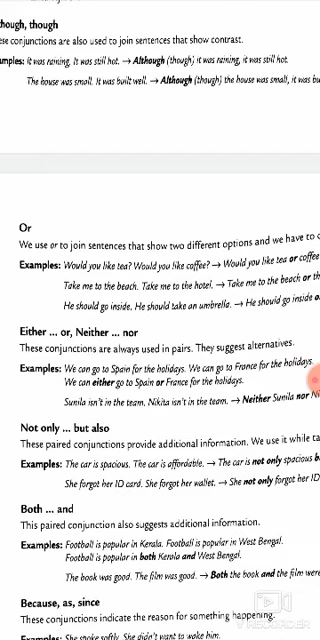 though, though
ese conjunctions are also used to join sentences that show contrast.
mples: It was raining. It was still hot. → Although (though) it was raining, it was still hot.
The house was small. It was built well. → Although (though) the house was small, it was bu
Or
We use or to join sentences that show two different options and we have to
Examples: Would you like tea? Would you like coffee? → Would you like tea or coffee?
Take me to the beach. Take me to the hotel. → Take me to the beach or th
He should go inside. He should take an umbrella. → He should go inside o
Either ... or, Neither ... nor
These conjunctions are always used in pairs. They suggest alternatives.
Examples: We can go to Spain for the holidays. We can go to France for the holidays.
We can either go to Spain or France for the holidays.
Sunila isn't in the team. Nikita isn't in the team. → Neither Sunila nor Ni
Not only ... but also
These paired conjunctions provide additional information. We use it while ta
Examples: The car is spacious. The car is affordable. → The car is not only spacious b
She forgot her ID card. She forgot her wallet. → She not only forgot her ID
Both ... and
This paired conjunction also suggests additional information.
Examples: Football is popular in Kerala. Football is popular in West Bengal.
Football is popular in both Kerala and West Bengal.
The book was good. The film was good. → Both the book and the film were
Because, as, since
These conjunctions indicate the reason for something happening.
Examples: She spoke softly. She didn't want to wake him.